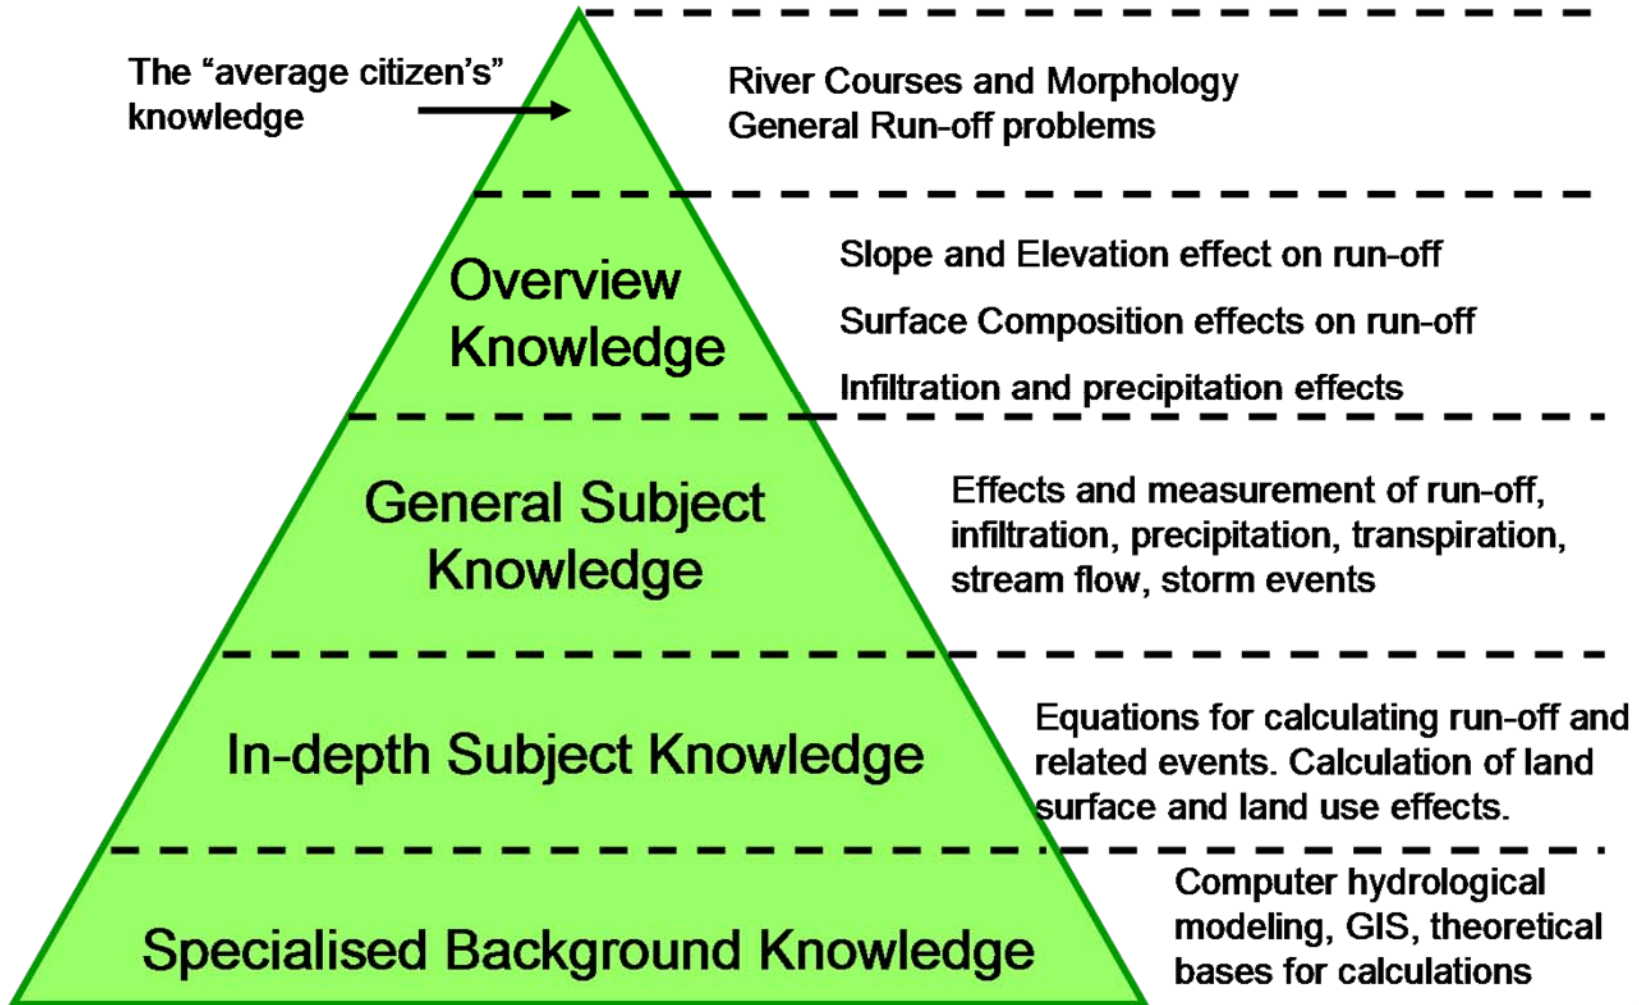 The “average citizen’s”
knowledge
River Courses and Morphology
General Run-off problems
Overview
Knowledge
Slope and Elevation effect on run-off
Surface Composition effects on run-off
Infiltration and precipitation effects
General Subject
Knowledge
Effects and measurement of run-off,
infiltration, precipitation, transpiration,
stream flow, storm events
In-depth Subject Knowledge
Equations for calculating run-off and
related events. Calculation of land
surface and land use effects.
Specialised Background Knowledge
Computer hydrological
modeling, GIS, theoretical
bases for calculations